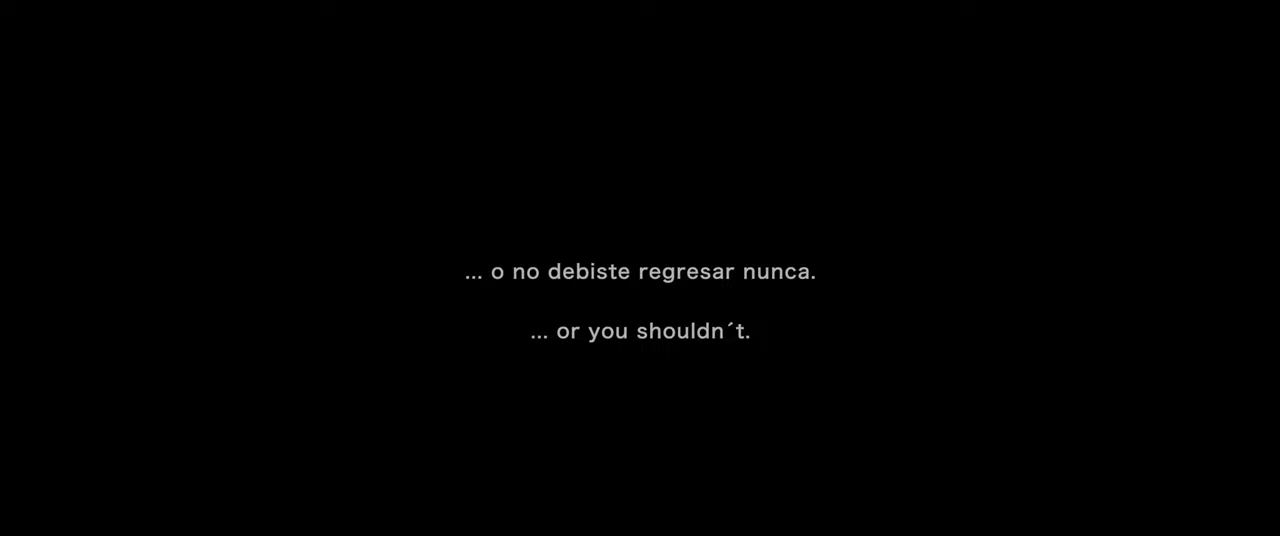 ... o no debiste regresar nunca.
... or you shouldn´t.